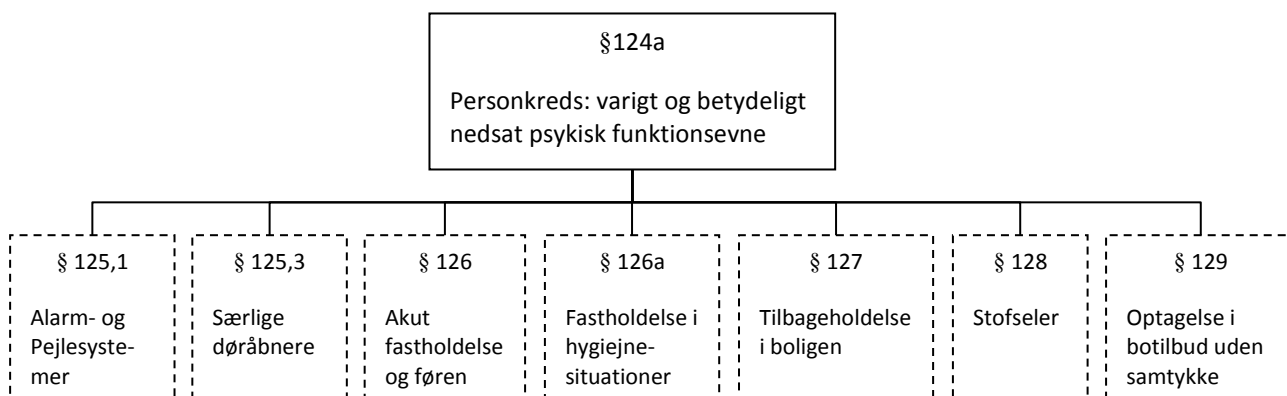 §124a
Personkreds: varigt og betydeligt
nedsat psykisk funktionsevne
§ 125,1
Alarm- og
Pejlesyste-
mer
§ 125,3
Særlige
døråbnere
§ 126
Akut
fastholdelse
og føren
§ 126a
Fastholdelse i
hygiejne-
situationer
§ 127
Tilbageholdelse
i boligen
§ 128
Stofseler
§ 129
Optagelse i
botilbud uden
samtykke